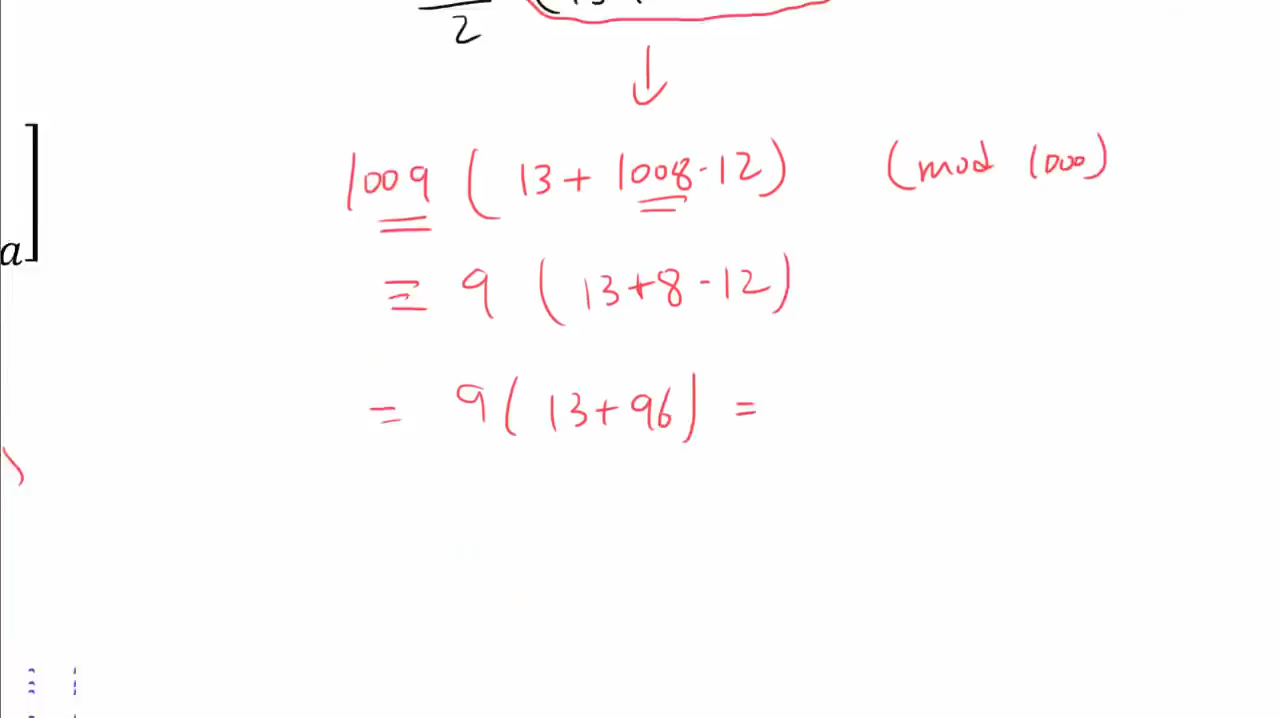 2
1009 ( 13 + 1008 · 12 ) (mod 1000)
≡ 9 ( 13 + 8 · 12 )
a]
= 9 ( 13 + 96 ) =